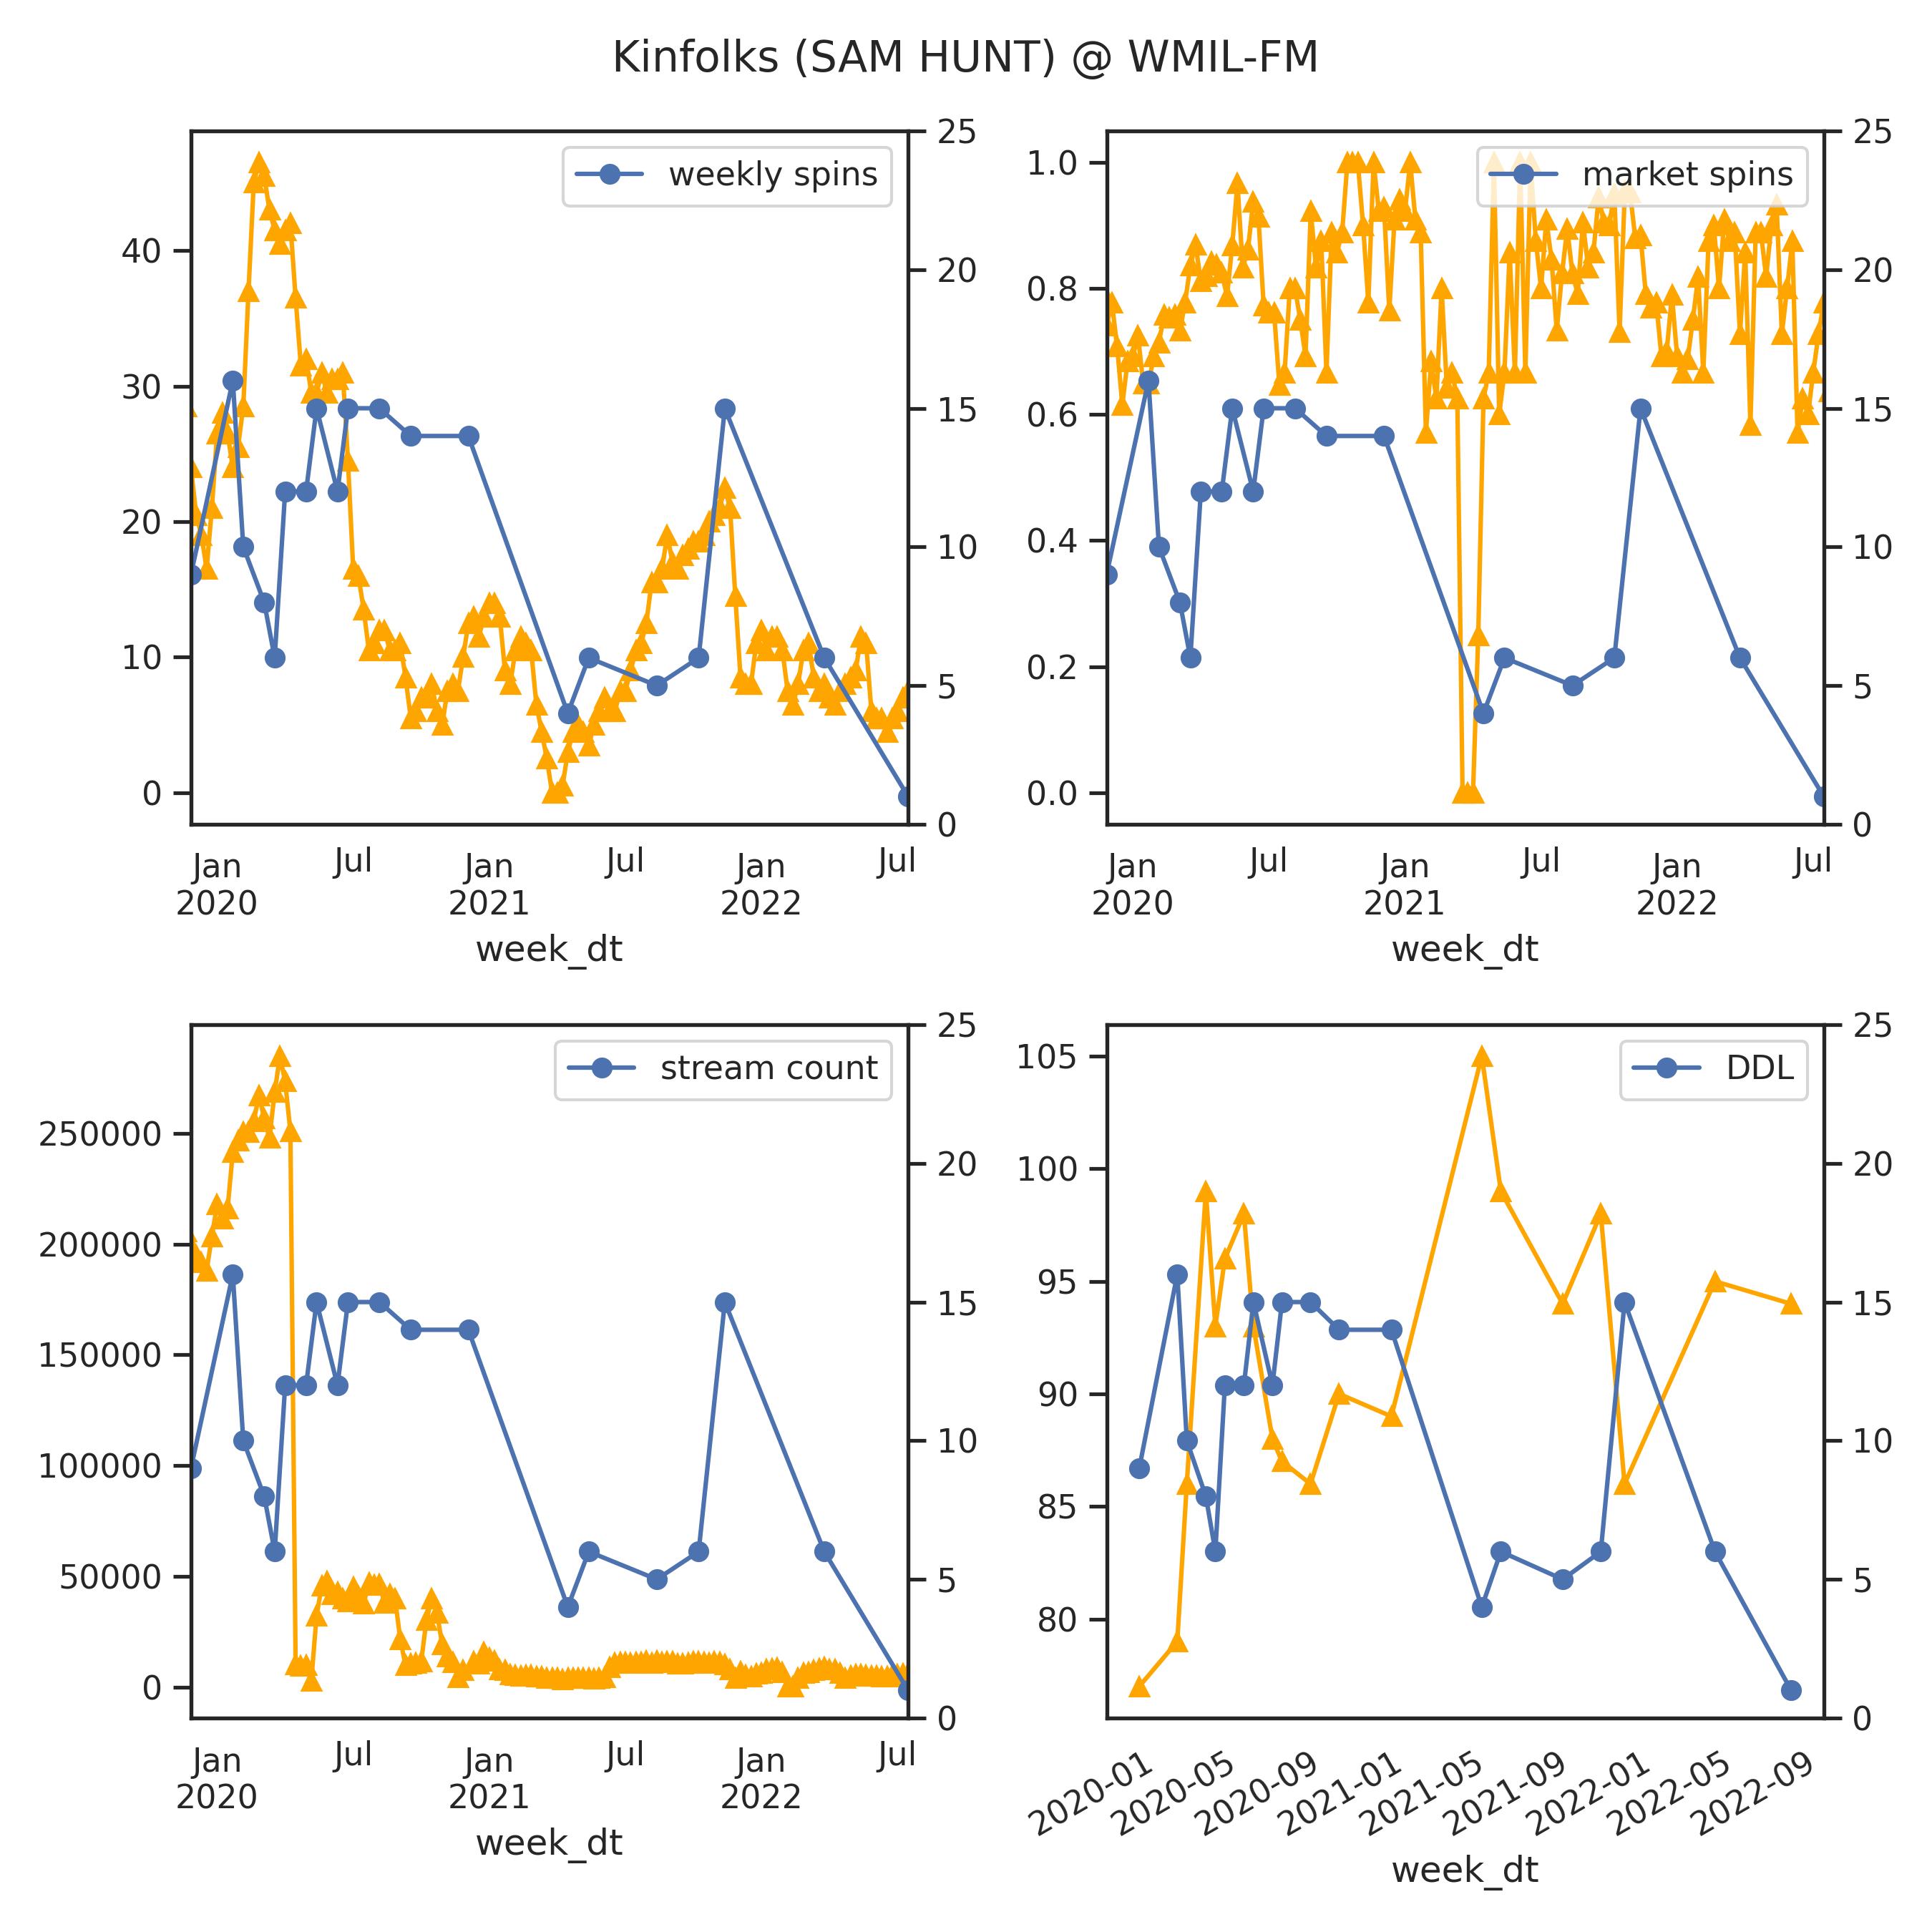 Kinfolks (SAM HUNT) @ WMIL-FM
weekly spins
40
30
20
10
0
25
20
15
10
5
0
Jan
2020
Jul
Jan
2021
Jul
Jan
2022
Jul
week_dt
market spins
1.0
0.8
0.6
0.4
0.2
0.0
25
20
15
10
5
0
Jan
2020
Jul
Jan
2021
Jul
Jan
2022
Jul
week_dt
stream count
250000
200000
150000
100000
50000
0
25
20
15
10
5
0
Jan
2020
Jul
Jan
2021
Jul
Jan
2022
Jul
week_dt
DDL
105
100
95
90
85
80
25
20
15
10
5
0
2020-01
2020-05
2020-09
2021-01
2021-05
2021-09
2022-01
2022-05
2022-09
week_dt